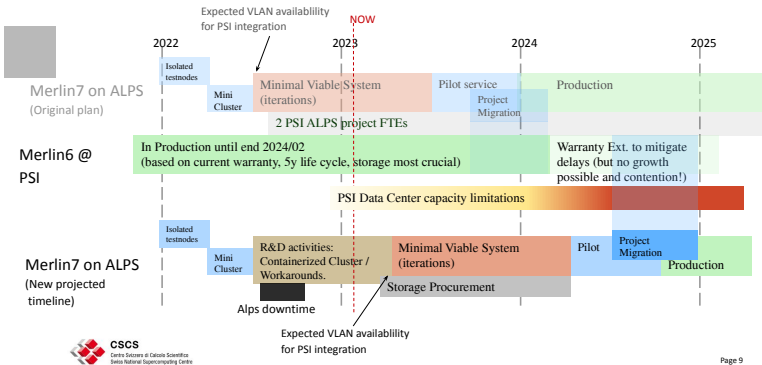 Expected VLAN availablility
for PSI integration
NOW
2022
2023
2024
2025
Isolated
testnodes
Mini
Cluster
Minimal Viable System
(iterations)
Pilot service
Project
Migration
Production
Merlin7 on ALPS
(Original plan)
2 PSI ALPS project FTEs
Merlin6 @
PSI
In Production until end 2024/02
(based on current warranty, 5y life cycle, storage most crucial)
Warranty Ext. to mitigate
delays (but no growth
possible and contention!)
PSI Data Center capacity limitations
Merlin7 on ALPS
(New projected
timeline)
Isolated
testnodes
Mini
Cluster
R&D activities:
Containerized Cluster /
Workarounds.
Alps downtime
Minimal Viable System
(iterations)
Storage Procurement
Pilot
Project
Migration
Production
Expected VLAN availablility
for PSI integration
CSCS
Centro Svizzero di Calcolo Scientifico
Swiss National Supercomputing Centre
Page 9